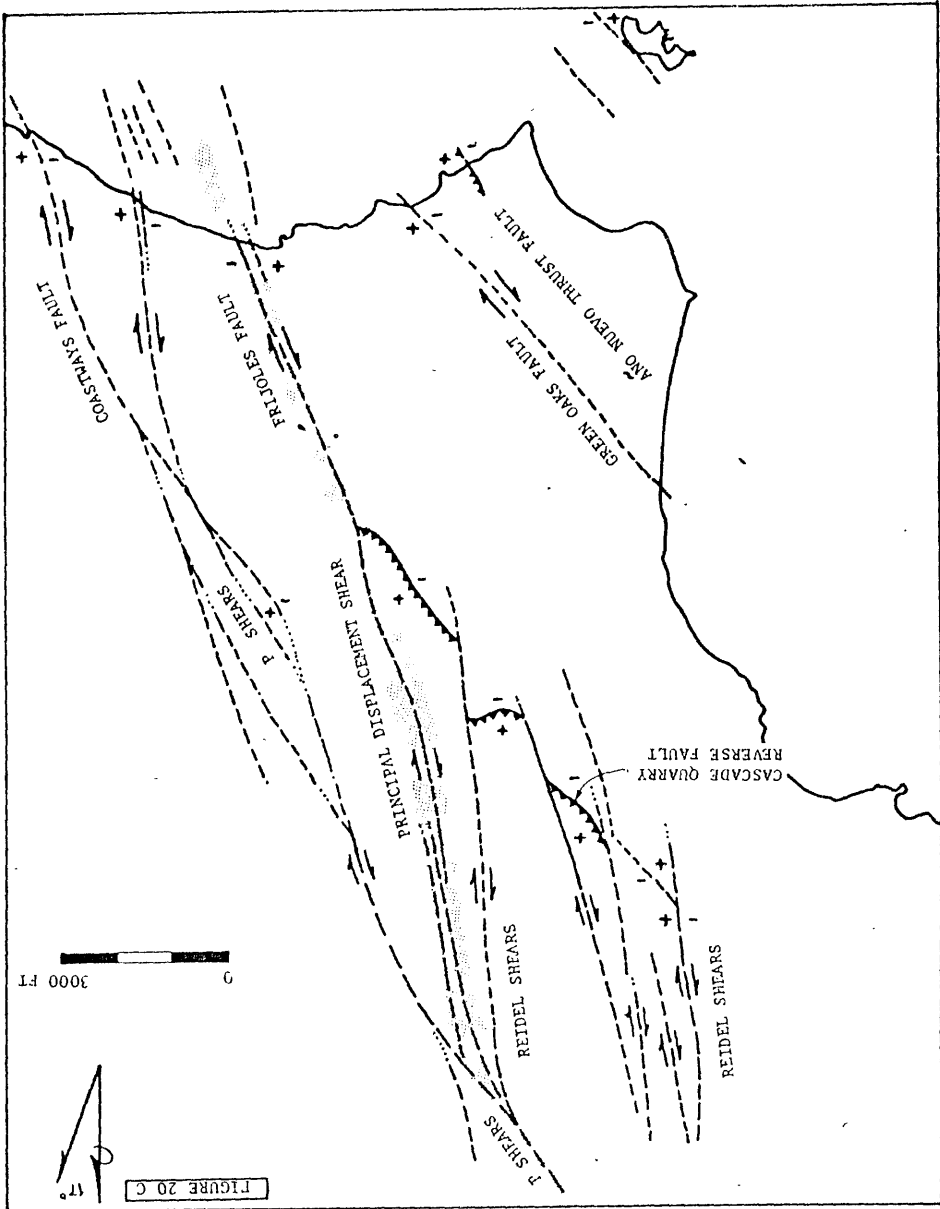 FIGURE 20 C
17°
0 3000 FT
COASTWAYS FAULT
FRIJOLES FAULT
AÑO NUEVO THRUST FAULT
GREEN OAKS FAULT
P SHEARS
PRINCIPAL DISPLACEMENT SHEAR
CASCADE QUARRY
REVERSE FAULT
REIDEL SHEARS
REIDEL SHEARS
P SHEARS